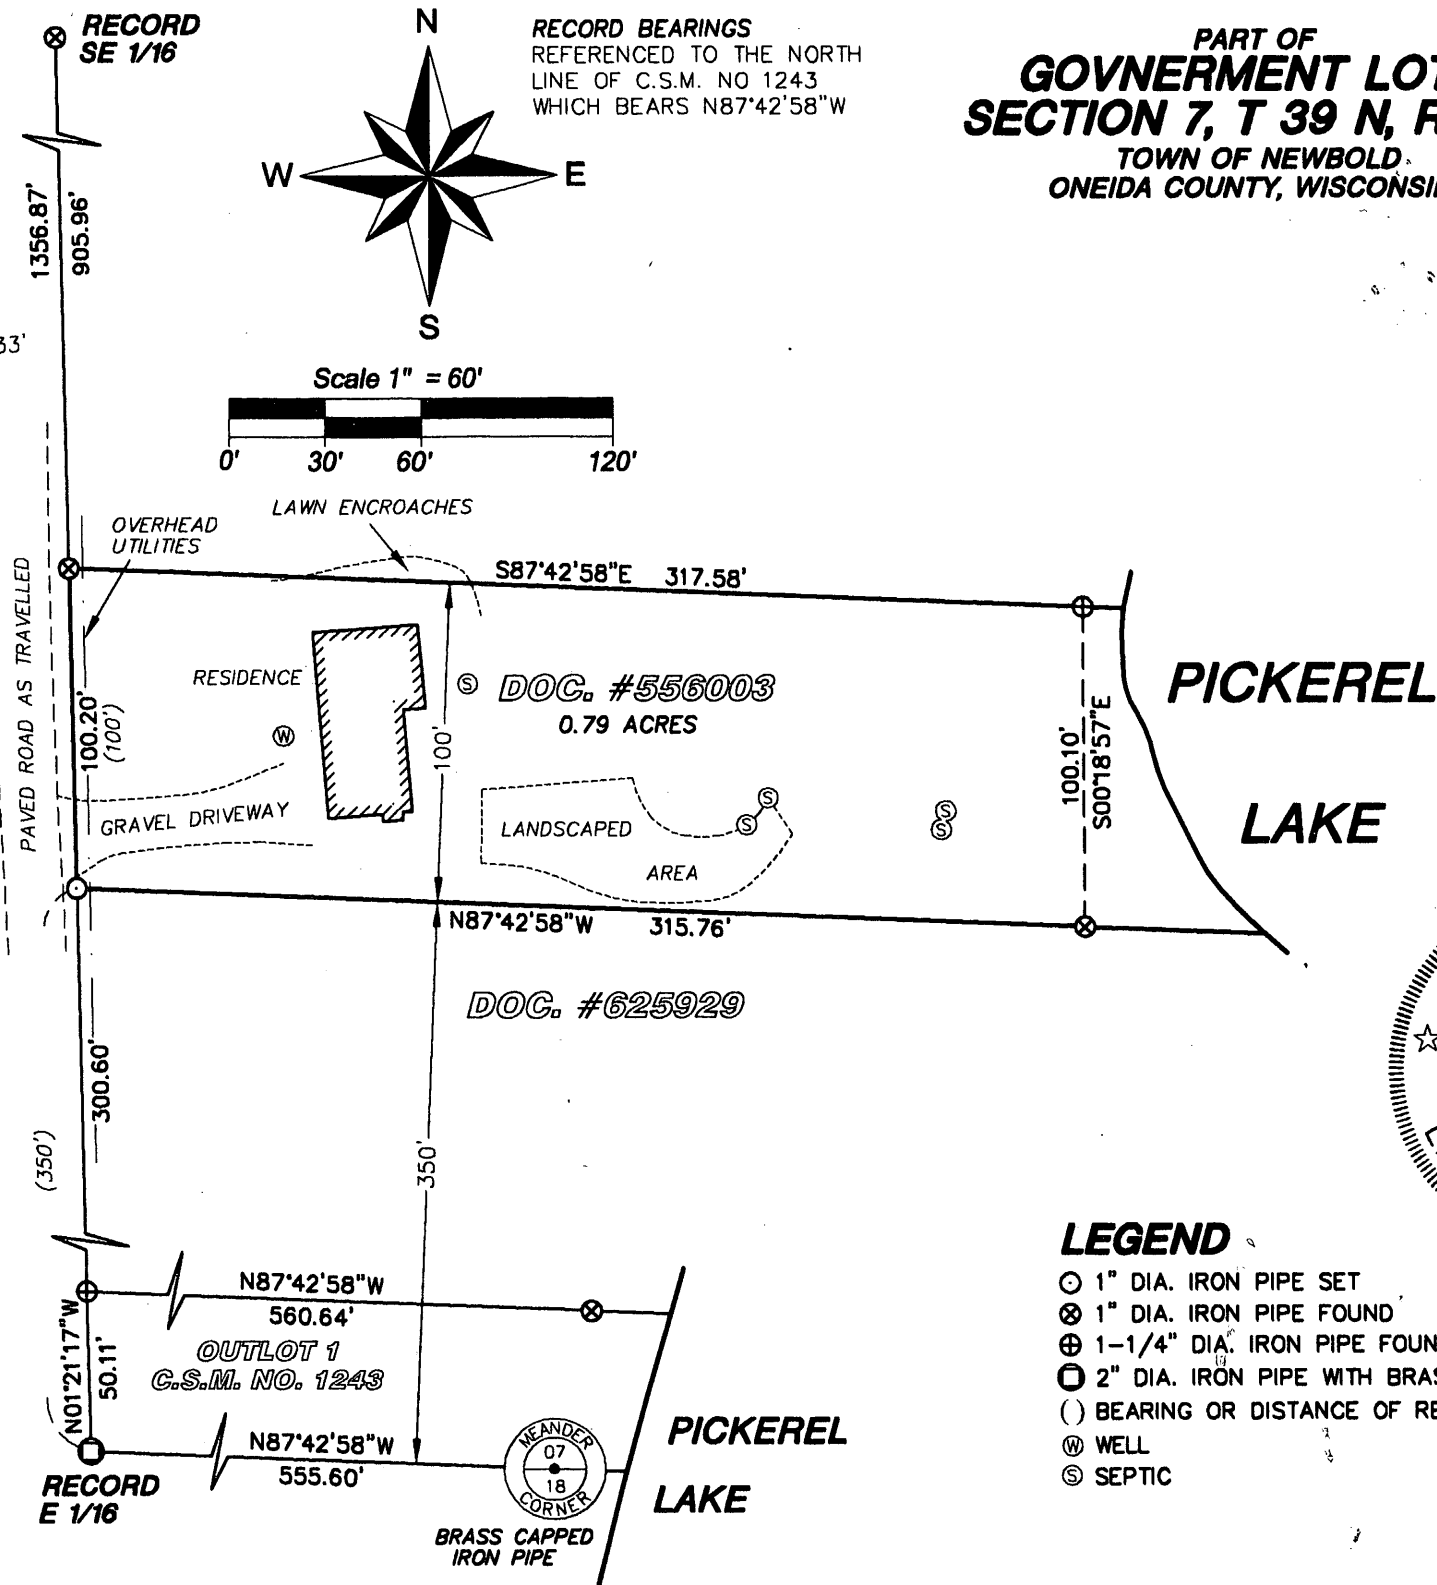 RECORD
SE 1/16
N
W
E
S
RECORD BEARINGS
REFERENCED TO THE NORTH
LINE OF C.S.M. NO 1243
WHICH BEARS N87°42'58"W
PART OF
GOVNERMENT LOT
SECTION 7, T 39 N, R
TOWN OF NEWBOLD
ONEIDA COUNTY, WISCONSIN
1356.87'
905.96'
33'
Scale 1" = 60'
0' 30' 60' 120'
LAWN ENCROACHES
OVERHEAD
UTILITIES
S87°42'58"E 317.58'
PAVED ROAD AS TRAVELLED
RESIDENCE
S
DOC. #556003
0.79 ACRES
W
100.20'
(100')
100'
100.10'
S00°18'57"E
PICKEREL
LAKE
GRAVEL DRIVEWAY
LANDSCAPED
AREA
S
S
S
S
N87°42'58"W 315.76'
DOC. #625929
300.60'
(350')
350'
N87°42'58"W
560.64'
N01°21'17"W
50.11'
OUTLOT 1
C.S.M. NO. 1243
N87°42'58"W
555.60'
RECORD
E 1/16
MEANDER
07
18
CORNER
BRASS CAPPED
IRON PIPE
PICKEREL
LAKE
LEGEND
1" DIA. IRON PIPE SET
1" DIA. IRON PIPE FOUND
1-1/4" DIA. IRON PIPE FOUN
2" DIA. IRON PIPE WITH BRAS
( ) BEARING OR DISTANCE OF RE
W WELL
S SEPTIC